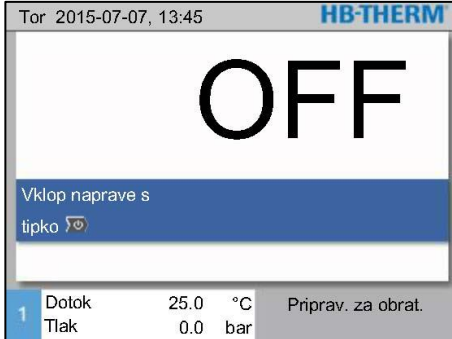 Tor 2015-07-07, 13:45 HB-THERM
OFF
Vklop naprave s
tipko
1 Dotok 25.0 °C Priprav. za obrat.
Tlak 0.0 bar